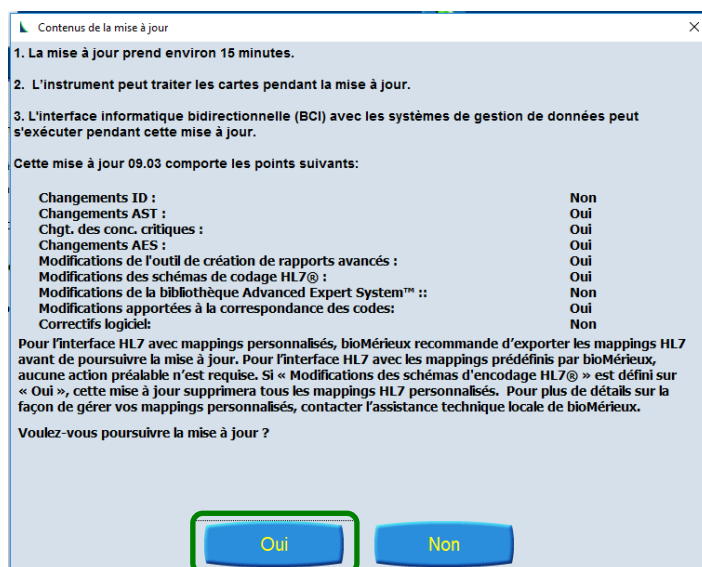 Contenus de la mise à jour
1. La mise à jour prend environ 15 minutes.
2. L'instrument peut traiter les cartes pendant la mise à jour.
3. L'interface informatique bidirectionnelle (BCI) avec les systèmes de gestion de données peut
s'exécuter pendant cette mise à jour.
Cette mise à jour 09.03 comporte les points suivants:
Changements ID : Non
Changements AST : Oui
Chgt. des conc. critiques : Oui
Changements AES : Oui
Modifications de l'outil de création de rapports avancés : Oui
Modifications des schémas de codage HL7® : Oui
Modifications de la bibliothèque Advanced Expert System™ :: Non
Modifications apportées à la correspondance des codes: Oui
Correctifs logiciel: Non
Pour l’interface HL7 avec mappings personnalisés, bioMérieux recommande d’exporter les mappings HL7
avant de poursuivre la mise à jour. Pour l’interface HL7 avec les mappings prédéfinis par bioMérieux,
aucune action préalable n’est requise. Si « Modifications des schémas d'encodage HL7® » est défini sur
« Oui », cette mise à jour supprimera tous les mappings HL7 personnalisés. Pour plus de détails sur la
façon de gérer vos mappings personnalisés, contacter l’assistance technique locale de bioMérieux.
Voulez-vous poursuivre la mise à jour ?
Oui Non